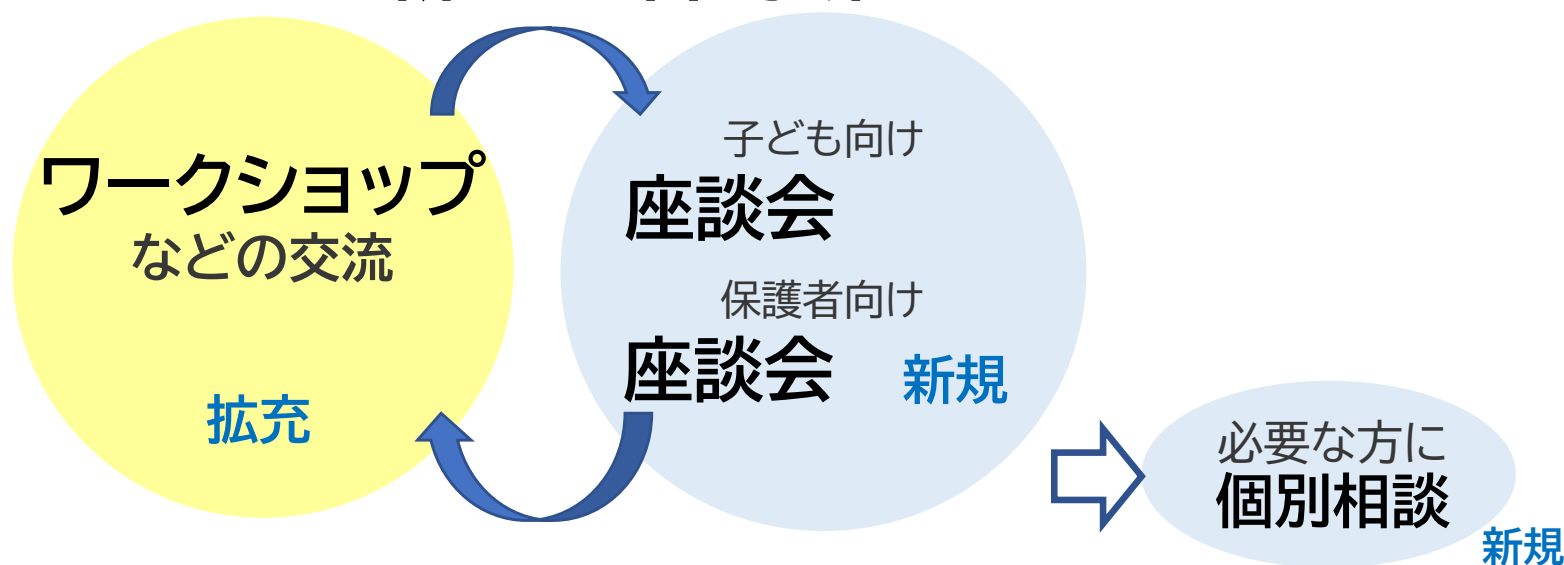 ワークショップ
などの交流
拡充
子ども向け
座談会
保護者向け
座談会
新規
必要な方に
個別相談
新規